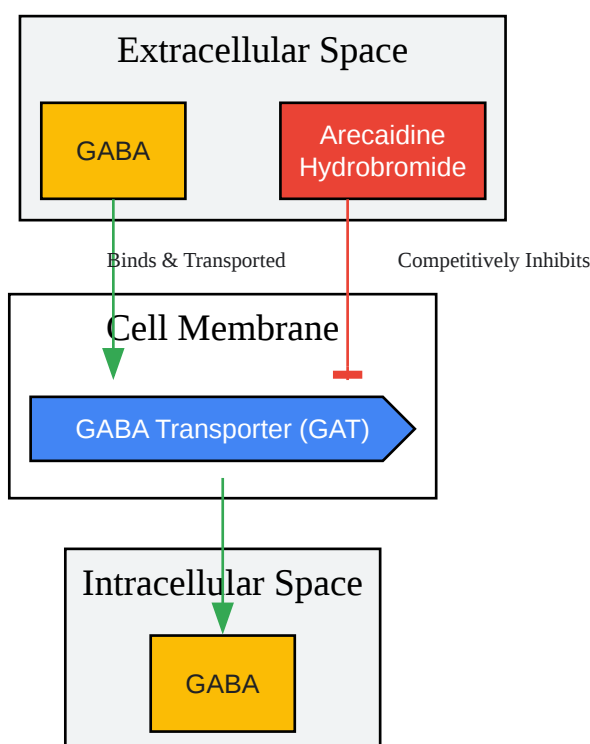 Extracellular Space
GABA
Arecaidine
Hydrobromide
Binds & Transported
Competitively Inhibits
Cell Membrane
GABA Transporter (GAT)
Intracellular Space
GABA